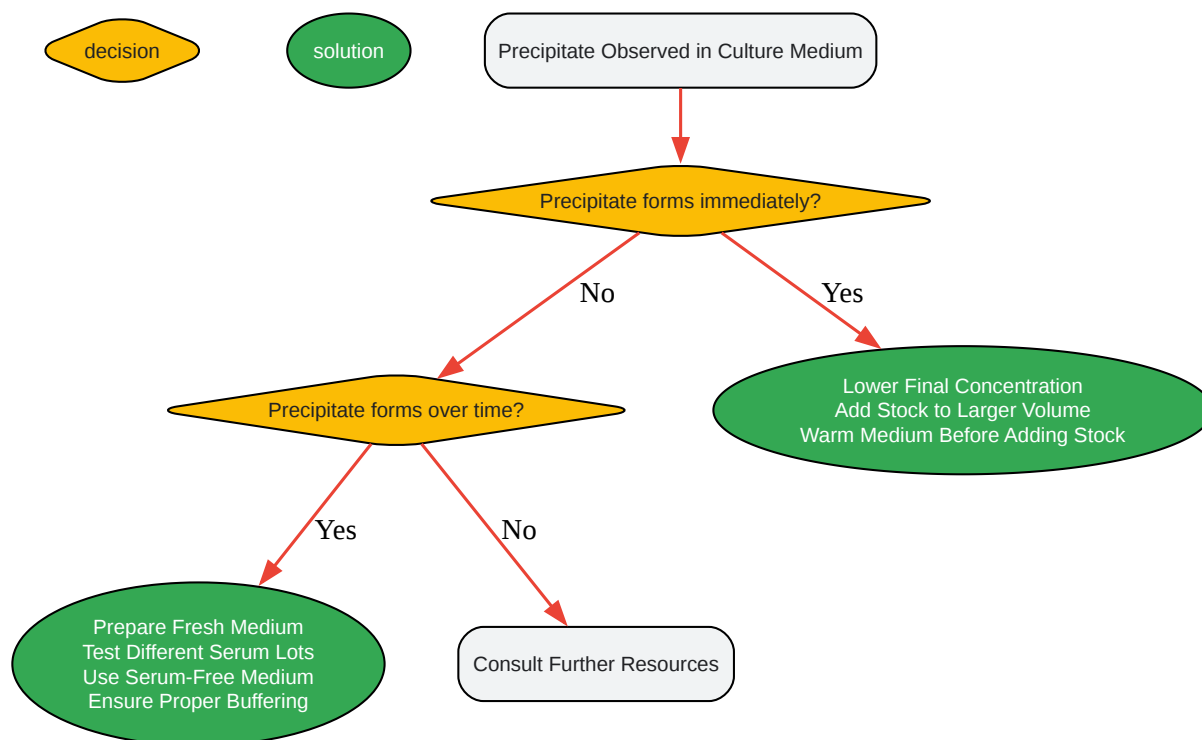 decision
solution
Precipitate Observed in Culture Medium
Precipitate forms immediately?
No
Yes
Precipitate forms over time?
Lower Final Concentration
Add Stock to Larger Volume
Warm Medium Before Adding Stock
Yes
No
Prepare Fresh Medium
Test Different Serum Lots
Use Serum-Free Medium
Ensure Proper Buffering
Consult Further Resources